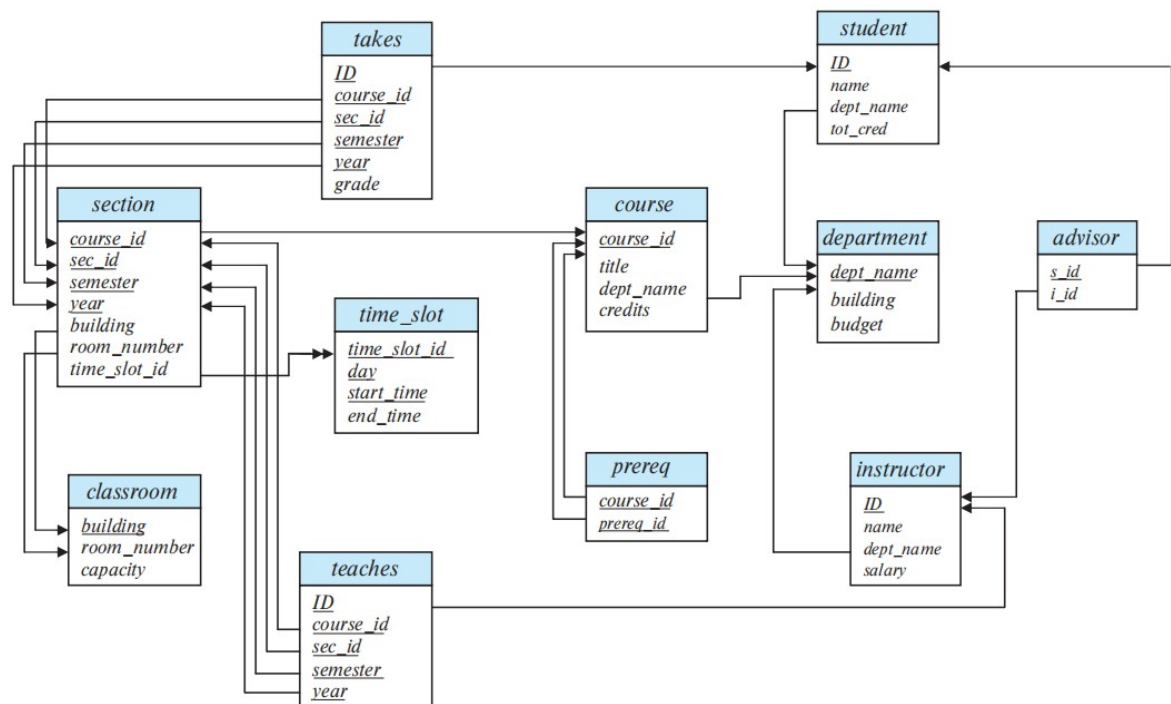 takes
ID
course_id
sec_id
semester
year
grade
student
ID
name
dept_name
tot_cred
section
course_id
sec_id
semester
year
building
room_number
time_slot_id
course
course_id
title
dept_name
credits
department
dept_name
building
budget
advisor
s_id
i_id
time_slot
time_slot_id
day
start_time
end_time
prereq
course_id
prereq_id
instructor
ID
name
dept_name
salary
classroom
building
room_number
capacity
teaches
ID
course_id
sec_id
semester
year